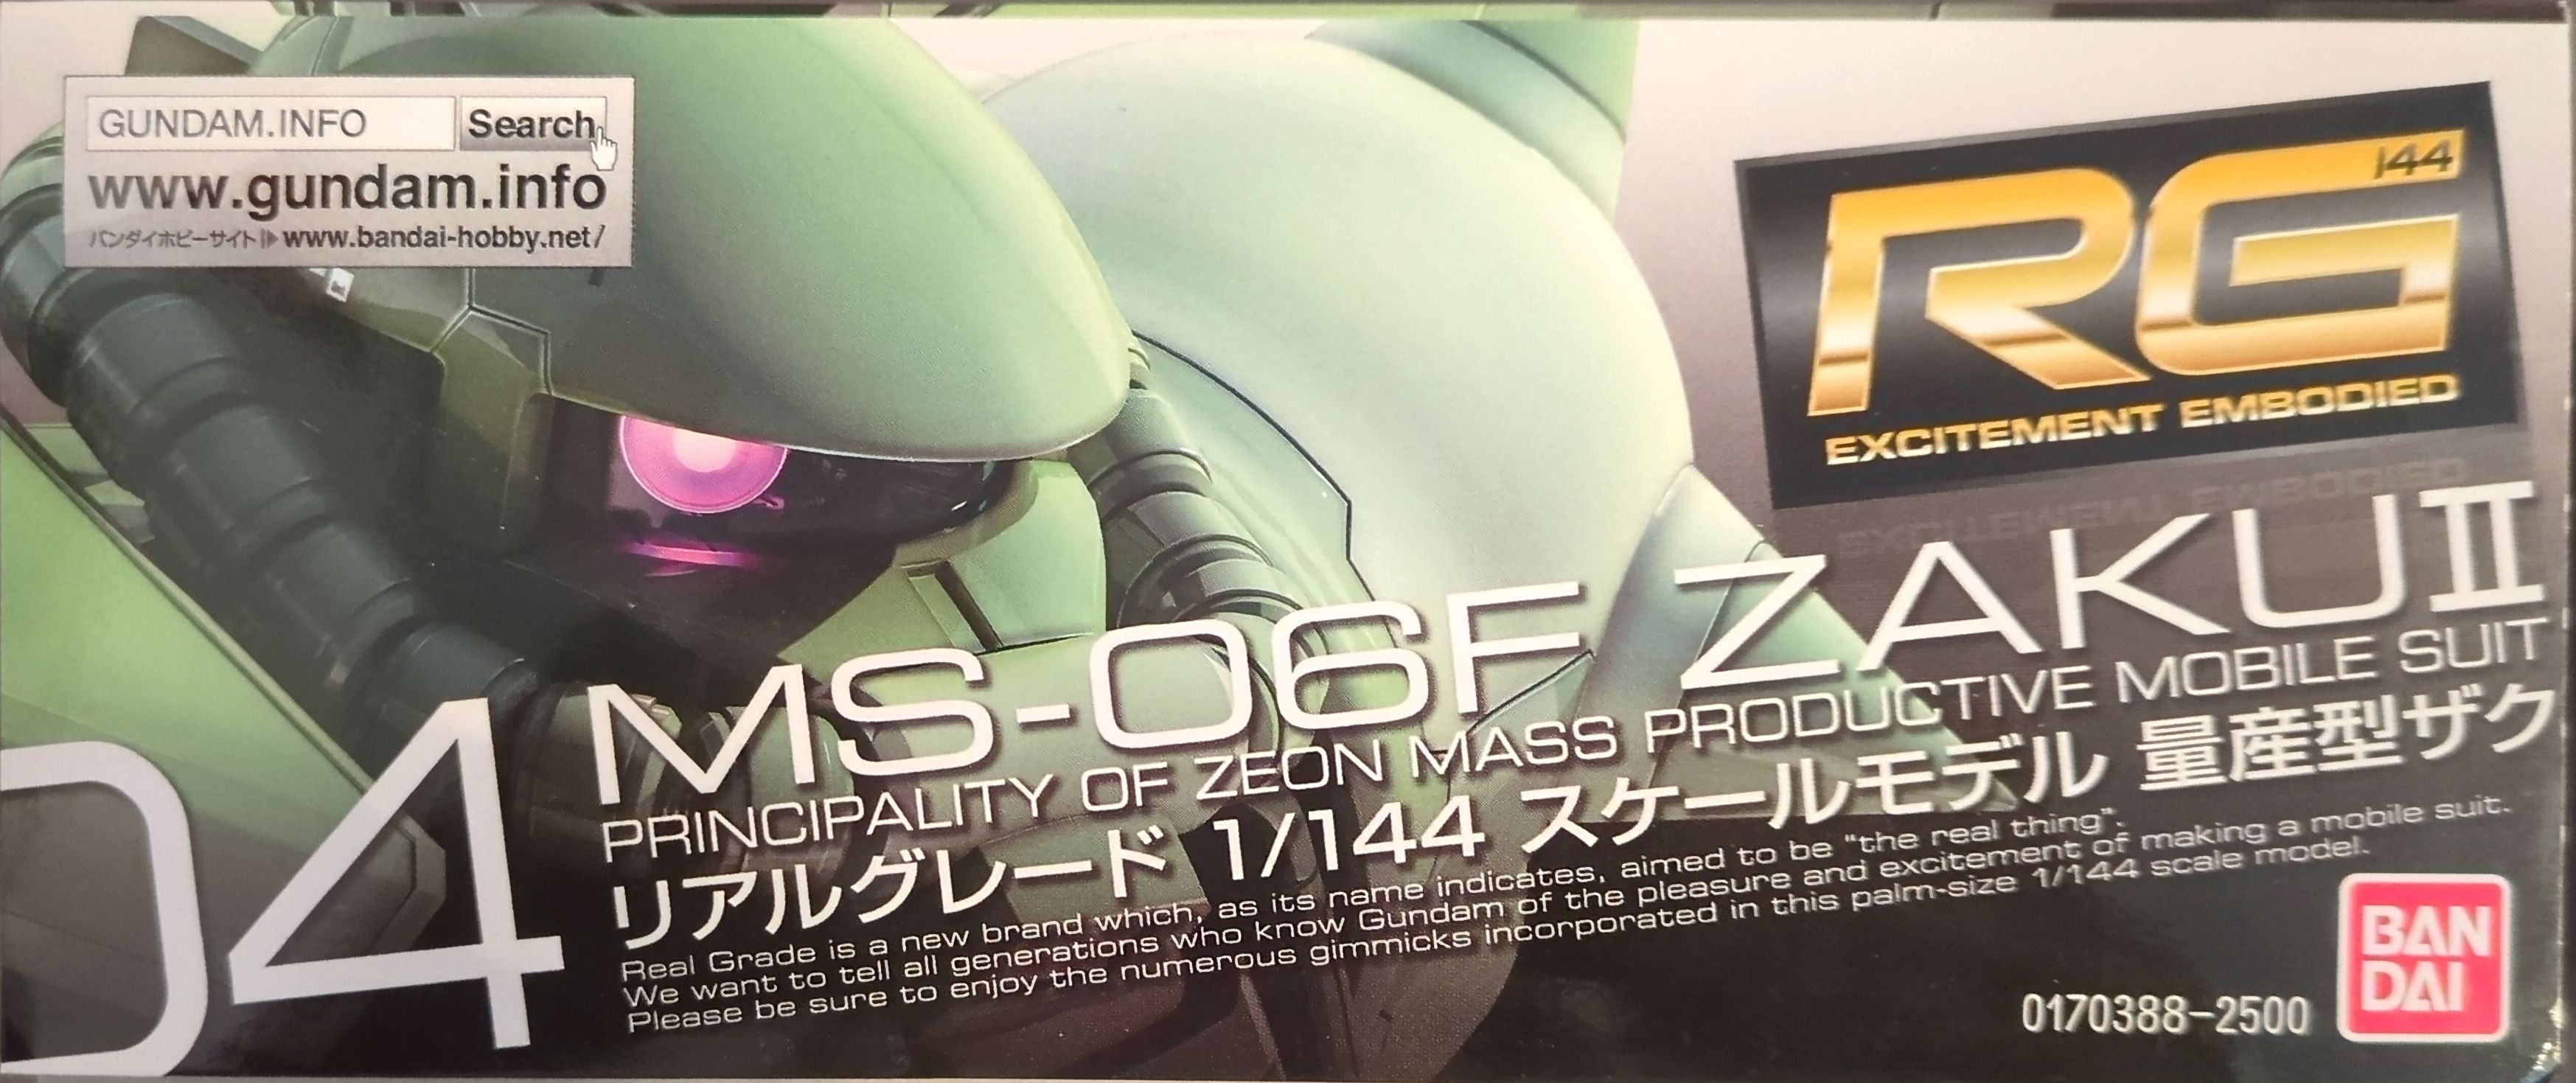 GUNDAM.INFO Search
www.gundam.info
バンダイホビーサイト www.bandai-hobby.net/
RG 144
EXCITEMENT EMBODIED
04
MS-06F ZAKUⅡ
PRINCIPALITY OF ZEON MASS PRODUCTIVE MOBILE SUIT
リアルグレード 1/144 スケールモデル 量産型ザク
Real Grade is a new brand which, as its name indicates, aimed to be "the real thing".
We want to tell all generations who know Gundam of the pleasure and excitement of making a mobile suit.
Please be sure to enjoy the numerous gimmicks incorporated in this palm-size 1/144 scale model.
0170388-2500
BAN
DAI